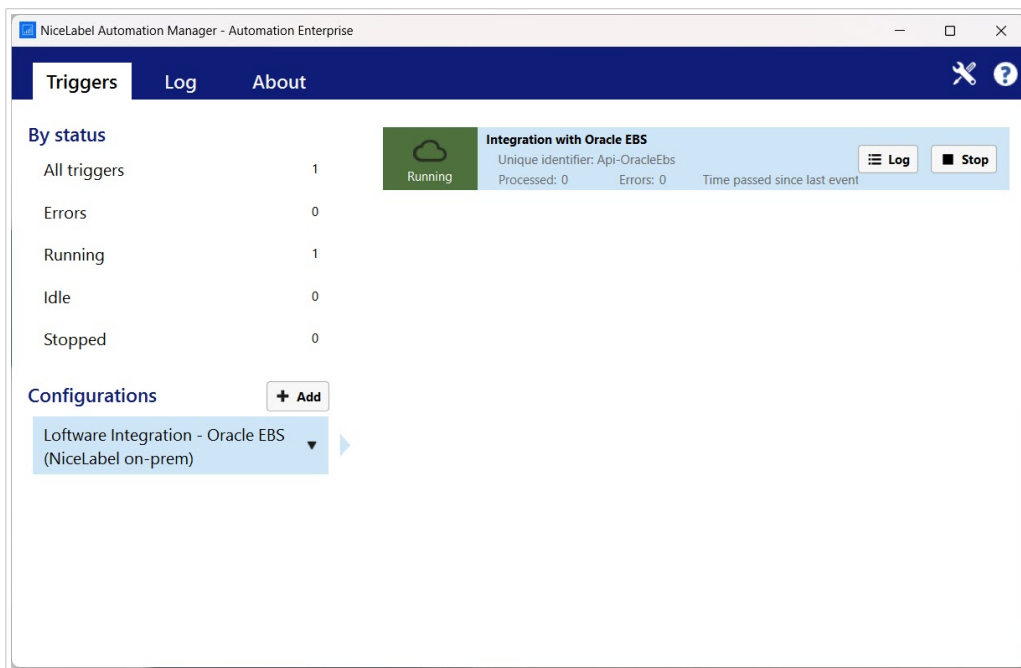 NiceLabel Automation Manager - Automation Enterprise
Triggers Log About
By status
All triggers 1
Errors 0
Running 1
Idle 0
Stopped 0
Configurations + Add
Loftware Integration - Oracle EBS
(NiceLabel on-prem)
Integration with Oracle EBS
Unique identifier: Api-OracleEbs
Running
Processed: 0 Errors: 0 Time passed since last event
Log Stop